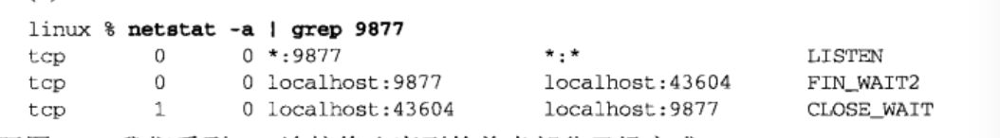 linux % netstat -a | grep 9877
tcp 0 0 *:9877 *:* LISTEN
tcp 0 0 localhost:9877 localhost:43604 FIN_WAIT2
tcp 1 0 localhost:43604 localhost:9877 CLOSE_WAIT